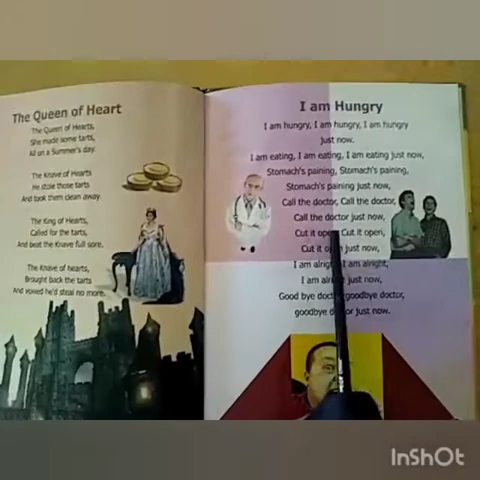 The Queen of Heart
The Queen of Hearts,
She made some tarts,
All on a Summer's day.
The Knave of Hearts
He stole those tarts
And took them clean away.
The King of Hearts,
Called for the tarts,
And beat the Knave full sore.
The Knave of hearts,
Brought back the tarts
And vowed he'd steal no more.
I am Hungry
I am hungry, I am hungry, I am hungry
just now.
I am eating, I am eating, I am eating just now,
Stomach's paining, Stomach's paining,
Stomach's paining just now,
Call the doctor, Call the doctor,
Call the doctor just now,
Cut it open, Cut it open,
Cut it just now,
I am alright, I am alright,
I am just now,
Good bye goodbye doctor,
goodbye just now.
InShOt